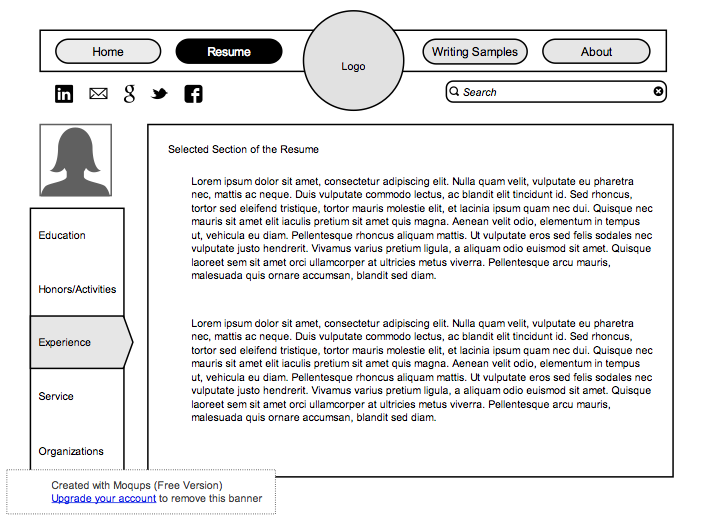 Home
Resume
Logo
Writing Samples
About
Search
Selected Section of the Resume
Lorem ipsum dolor sit amet, consectetur adipiscing elit. Nulla quam velit, vulputate eu pharetra
nec, mattis ac neque. Duis vulputate commodo lectus, ac blandit elit tincidunt id. Sed rhoncus,
tortor sed eleifend tristique, tortor mauris molestie elit, et lacinia ipsum quam nec dui. Quisque nec
mauris sit amet elit iaculis pretium sit amet quis magna. Aenean velit odio, elementum in tempus
ut, vehicula eu diam. Pellentesque rhoncus aliquam mattis. Ut vulputate eros sed felis sodales nec
vulputate justo hendrerit. Vivamus varius pretium ligula, a aliquam odio euismod sit amet. Quisque
laoreet sem sit amet orci ullamcorper at ultricies metus viverra. Pellentesque arcu mauris,
malesuada quis ornare accumsan, blandit sed diam.
Lorem ipsum dolor sit amet, consectetur adipiscing elit. Nulla quam velit, vulputate eu pharetra
nec, mattis ac neque. Duis vulputate commodo lectus, ac blandit elit tincidunt id. Sed rhoncus,
tortor sed eleifend tristique, tortor mauris molestie elit, et lacinia ipsum quam nec dui. Quisque nec
mauris sit amet elit iaculis pretium sit amet quis magna. Aenean velit odio, elementum in tempus
ut, vehicula eu diam. Pellentesque rhoncus aliquam mattis. Ut vulputate eros sed felis sodales nec
vulputate justo hendrerit. Vivamus varius pretium ligula, a aliquam odio euismod sit amet. Quisque
laoreet sem sit amet orci ullamcorper at ultricies metus viverra. Pellentesque arcu mauris,
malesuada quis ornare accumsan, blandit sed diam.
Education
Honors/Activities
Experience
Service
Organizations
Created with Moqups (Free Version)
Upgrade your account to remove this banner